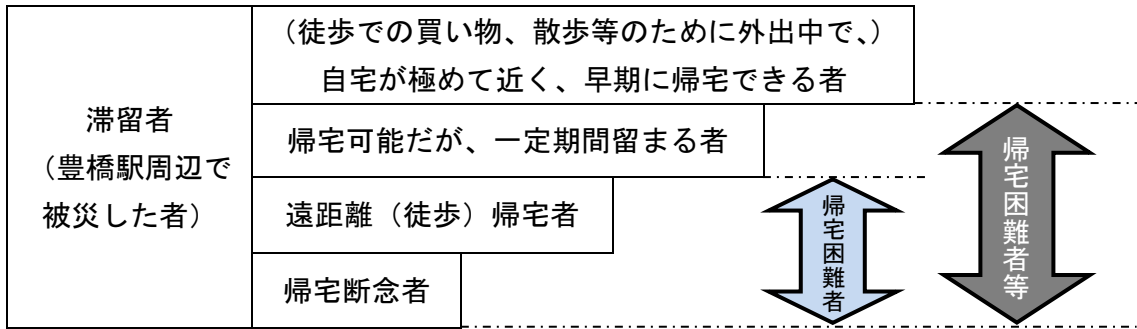 滞留者
（豊橋駅周辺で
被災した者）
（徒歩での買い物、散歩等のために外出中で、）
自宅が極めて近く、早期に帰宅できる者
帰宅可能だが、一定期間留まる者
遠距離（徒歩）帰宅者
帰宅断念者
帰宅困難者
帰宅困難者等